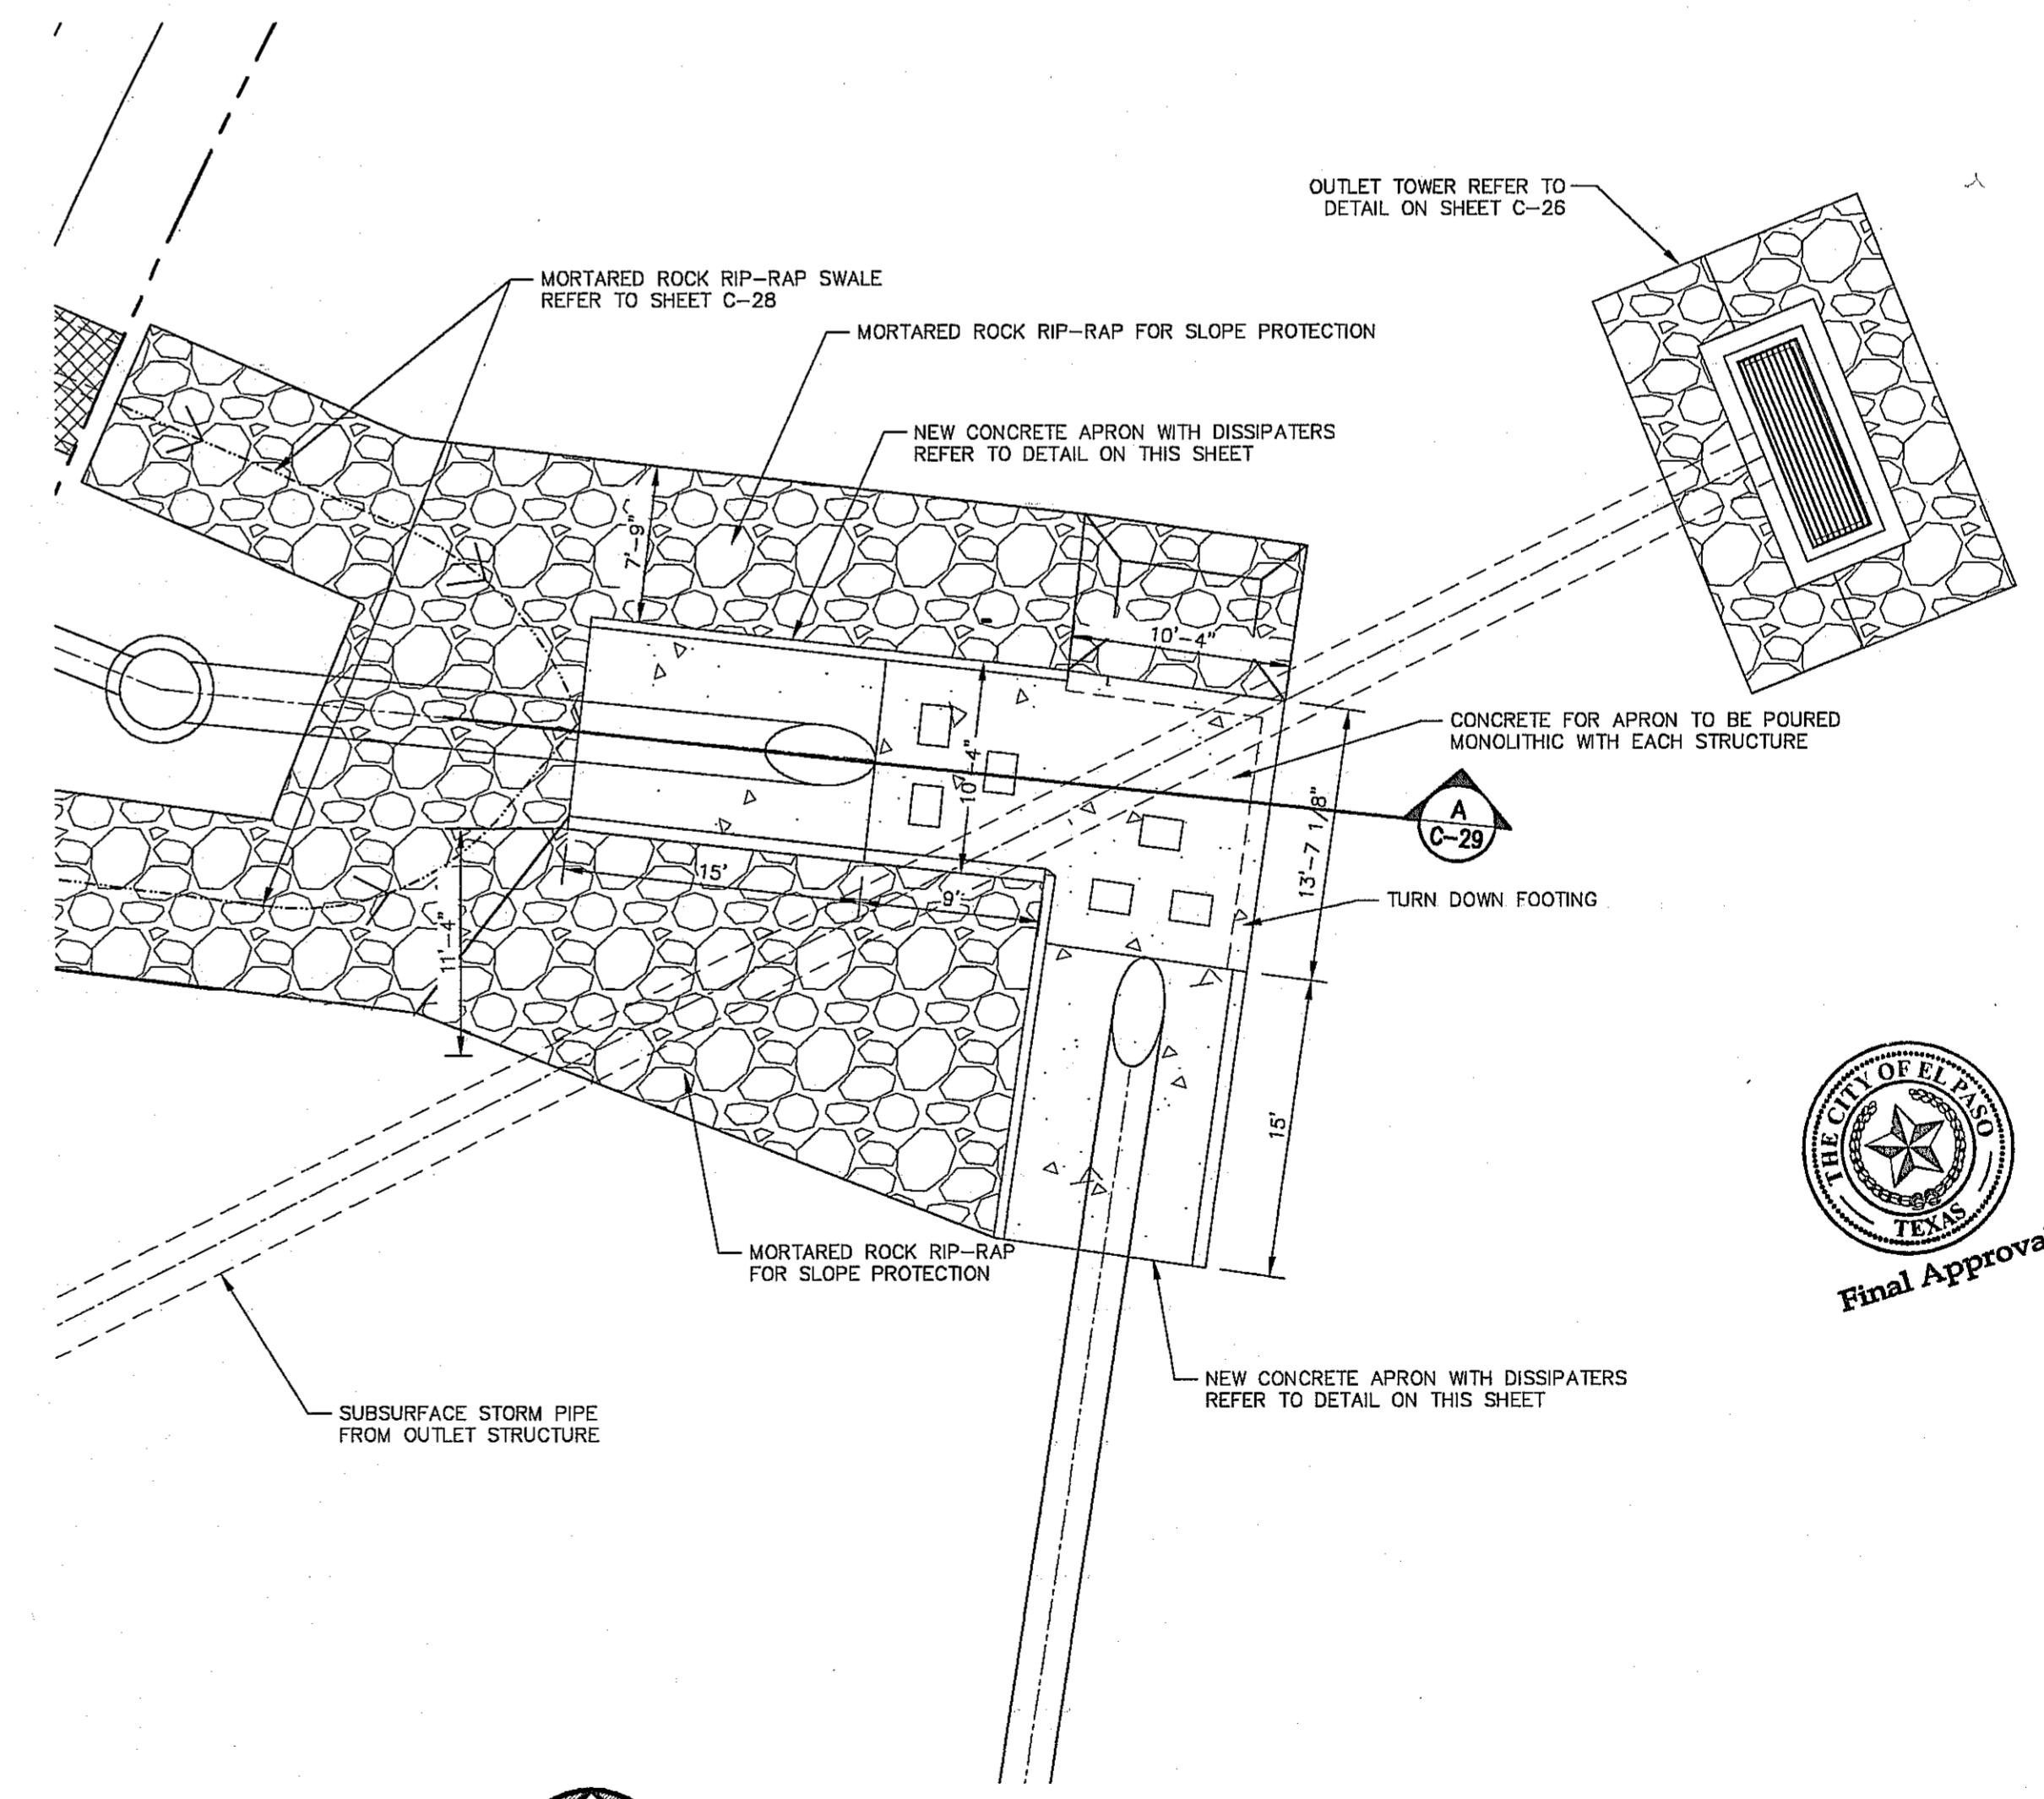 OUTLET TOWER REFER TO
DETAIL ON SHEET C-26
MORTARED ROCK RIP-RAP SWALE
REFER TO SHEET C-28
MORTARED ROCK RIP-RAP FOR SLOPE PROTECTION
NEW CONCRETE APRON WITH DISSIPATERS
REFER TO DETAIL ON THIS SHEET
7'-9"
10'-4"
CONCRETE FOR APRON TO BE POURED
MONOLITHIC WITH EACH STRUCTURE
10'-4"
13'-7 1/8"
A
C-29
15'
9'
TURN DOWN FOOTING
11'-4"
15'
THE CITY OF EL PASO
TEXAS
Final Approva
MORTARED ROCK RIP-RAP
FOR SLOPE PROTECTION
NEW CONCRETE APRON WITH DISSIPATERS
REFER TO DETAIL ON THIS SHEET
SUBSURFACE STORM PIPE
FROM OUTLET STRUCTURE